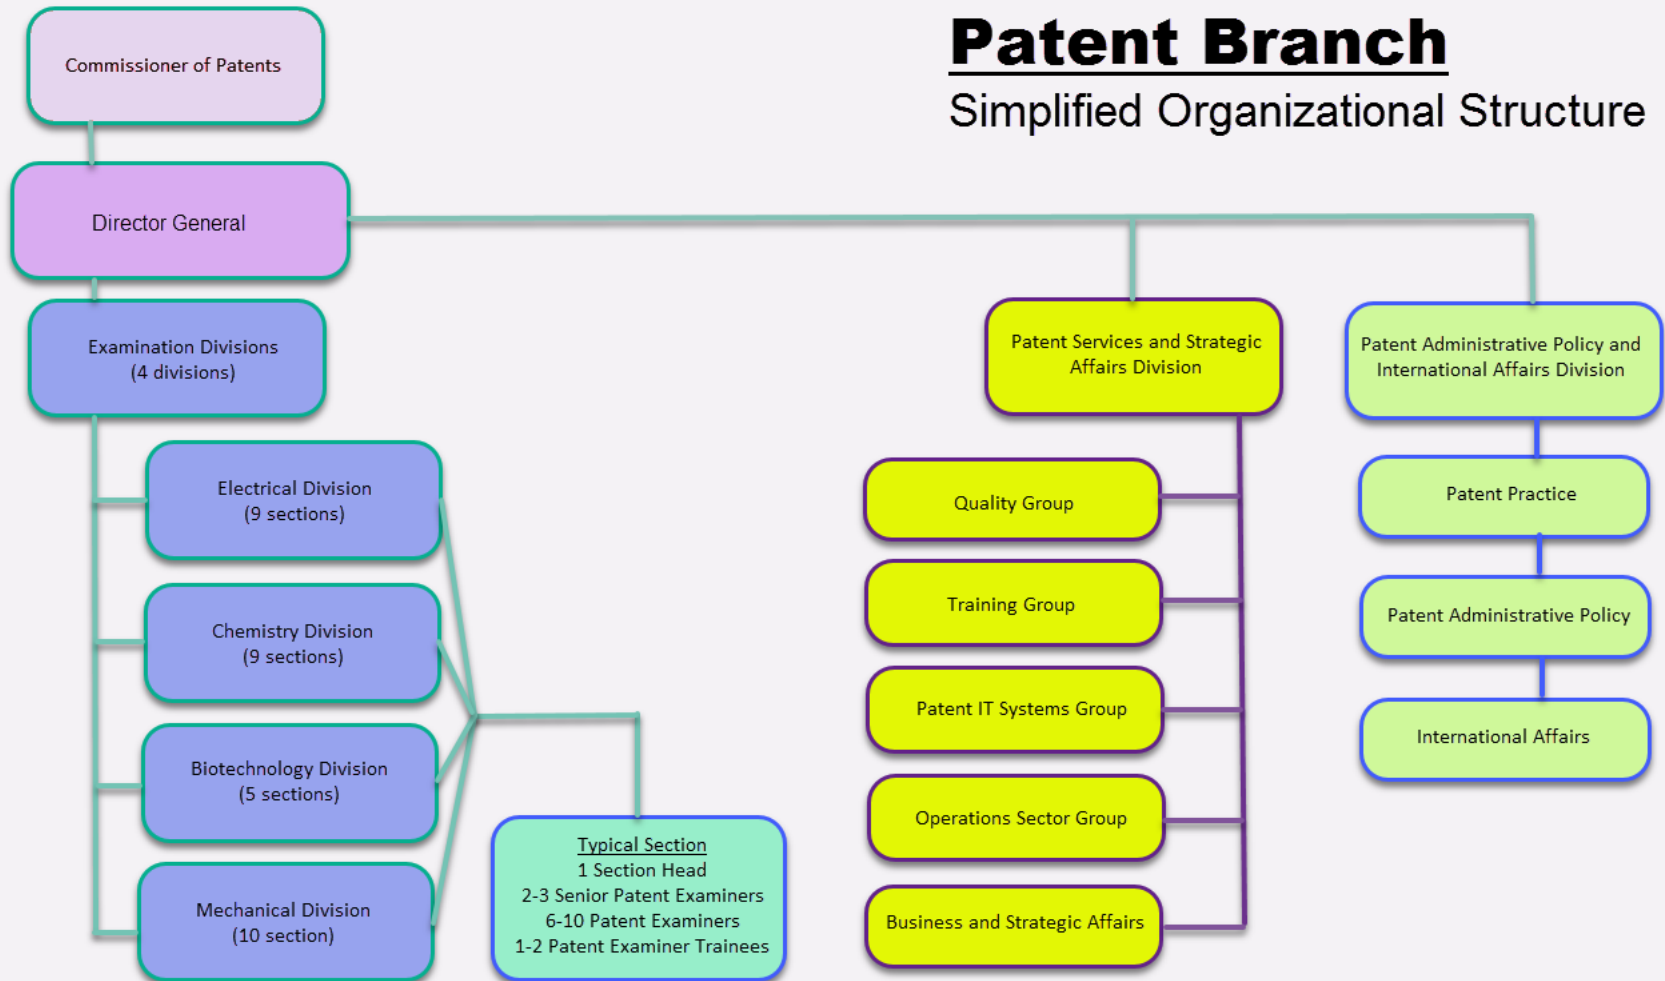 Patent Branch
Simplified Organizational Structure
Commissioner of Patents
Director General
Examination Divisions
(4 divisions)
Electrical Division
(9 sections)
Chemistry Division
(9 sections)
Biotechnology Division
(5 sections)
Mechanical Division
(10 section)
Typical Section
1 Section Head
2-3 Senior Patent Examiners
6-10 Patent Examiners
1-2 Patent Examiner Trainees
Patent Services and Strategic
Affairs Division
Quality Group
Training Group
Patent IT Systems Group
Operations Sector Group
Business and Strategic Affairs
Patent Administrative Policy and
International Affairs Division
Patent Practice
Patent Administrative Policy
International Affairs